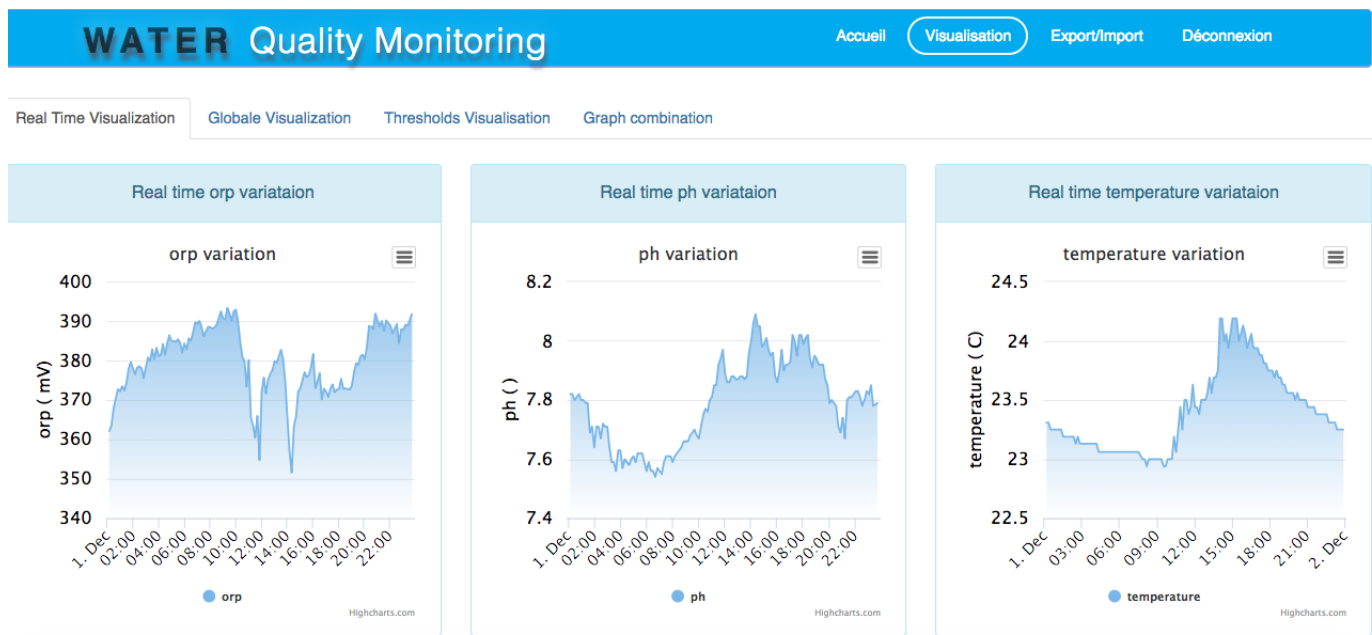 WATER Quality Monitoring
Accueil Visualisation Export/Import Déconnexion
Real Time Visualization Globale Visualization Thresholds Visualisation Graph combination
Real time orp variataion
orp variation
400
390
380
370
360
350
340
orp ( mV)
1. Dec 02:00 04:00 06:00 08:00 10:00 12:00 14:00 16:00 18:00 20:00 22:00
orp
Highcharts.com
Real time ph variataion
ph variation
8.2
8
7.8
7.6
7.4
ph ()
1. Dec 02:00 04:00 06:00 08:00 10:00 12:00 14:00 16:00 18:00 20:00 22:00
ph
Highcharts.com
Real time temperature variataion
temperature variation
24.5
24
23.5
23
22.5
temperature ( C)
1. Dec 03:00 06:00 09:00 12:00 15:00 18:00 21:00 2. Dec
temperature
Highcharts.com